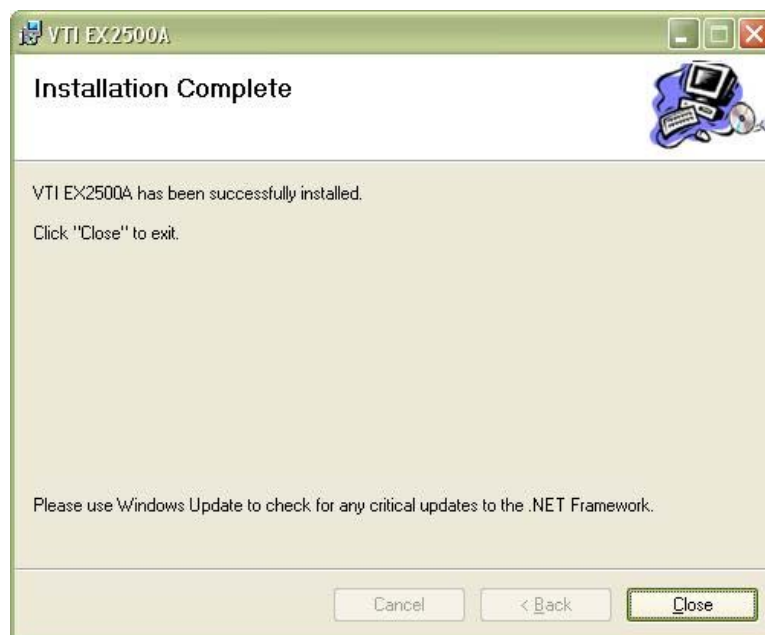 VTI EX2500A
Installation Complete
VTI EX2500A has been successfully installed.
Click "Close" to exit.
Please use Windows Update to check for any critical updates to the .NET Framework.
Cancel
< Back
Close